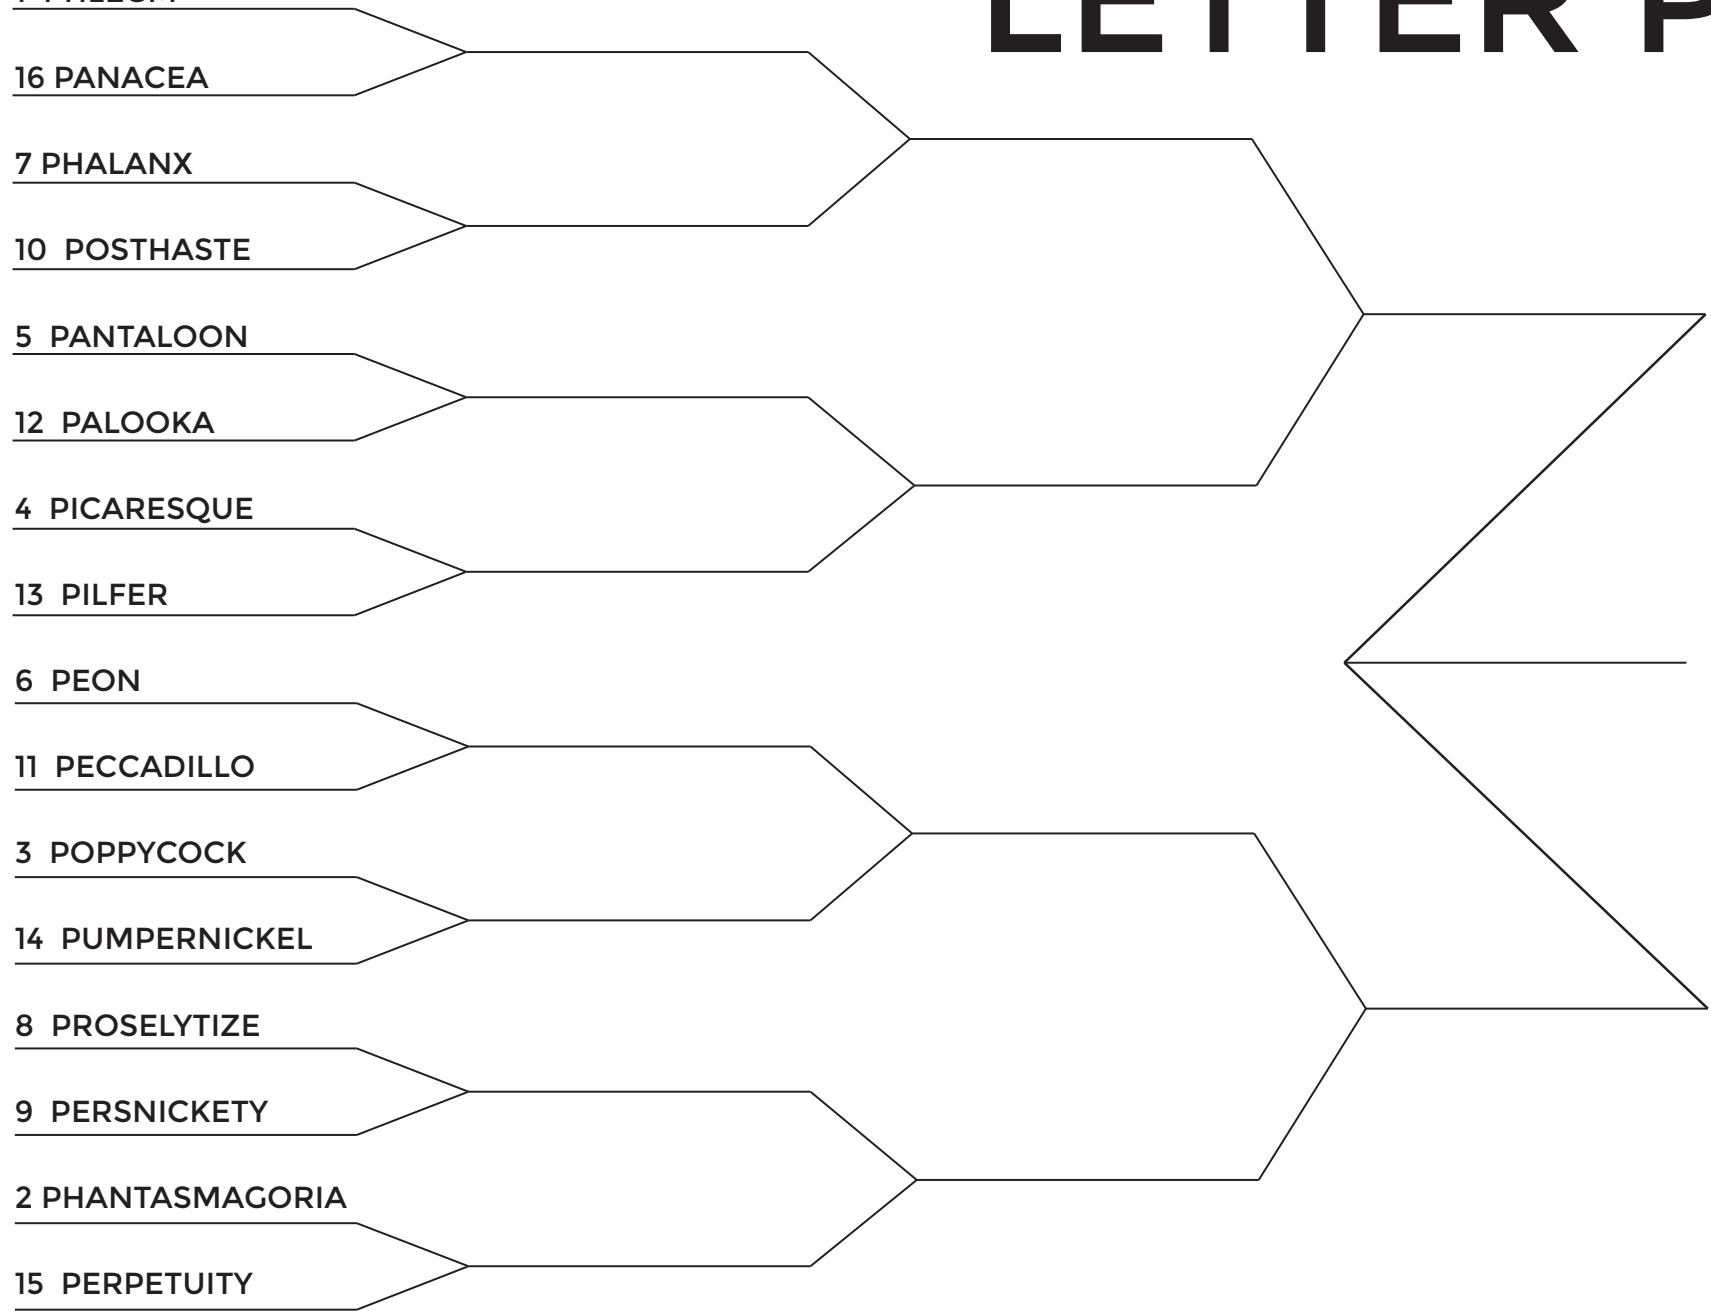 LETTER P
16 PANACEA
7 PHALANX
10 POSTHASTE
5 PANTALOON
12 PALOOKA
4 PICARESQUE
13 PILFER
6 PEON
11 PECCADILLO
3 POPPYCOCK
14 PUMPERNICKEL
8 PROSELYTIZE
9 PERSNICKETY
2 PHANTASMAGORIA
15 PERPETUITY